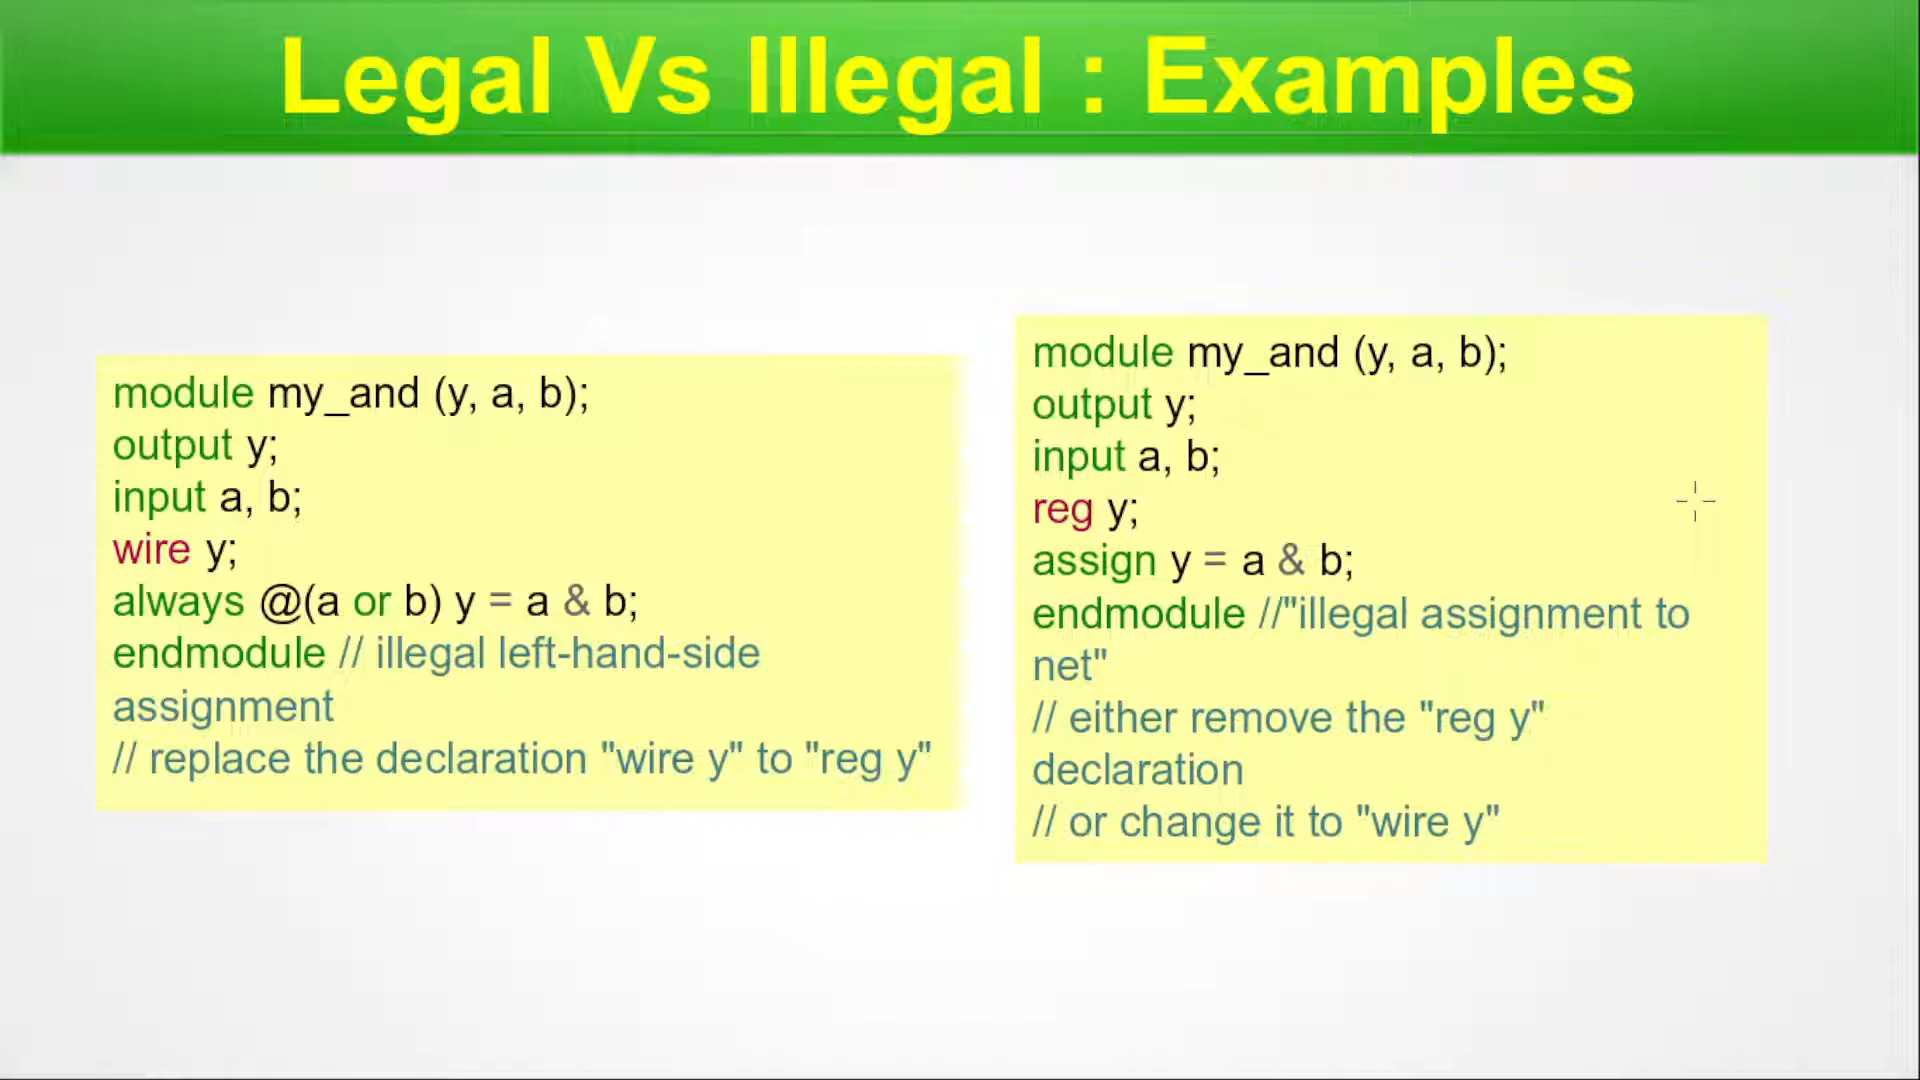 Legal Vs Illegal : Examples
module my_and (y, a, b);
output y;
input a, b;
wire y;
always @(a or b) y = a & b;
endmodule // illegal left-hand-side
assignment
// replace the declaration "wire y" to "reg y"
module my_and (y, a, b);
output y;
input a, b;
reg y;
assign y = a & b;
endmodule //"illegal assignment to
net"
// either remove the "reg y"
declaration
// or change it to "wire y"